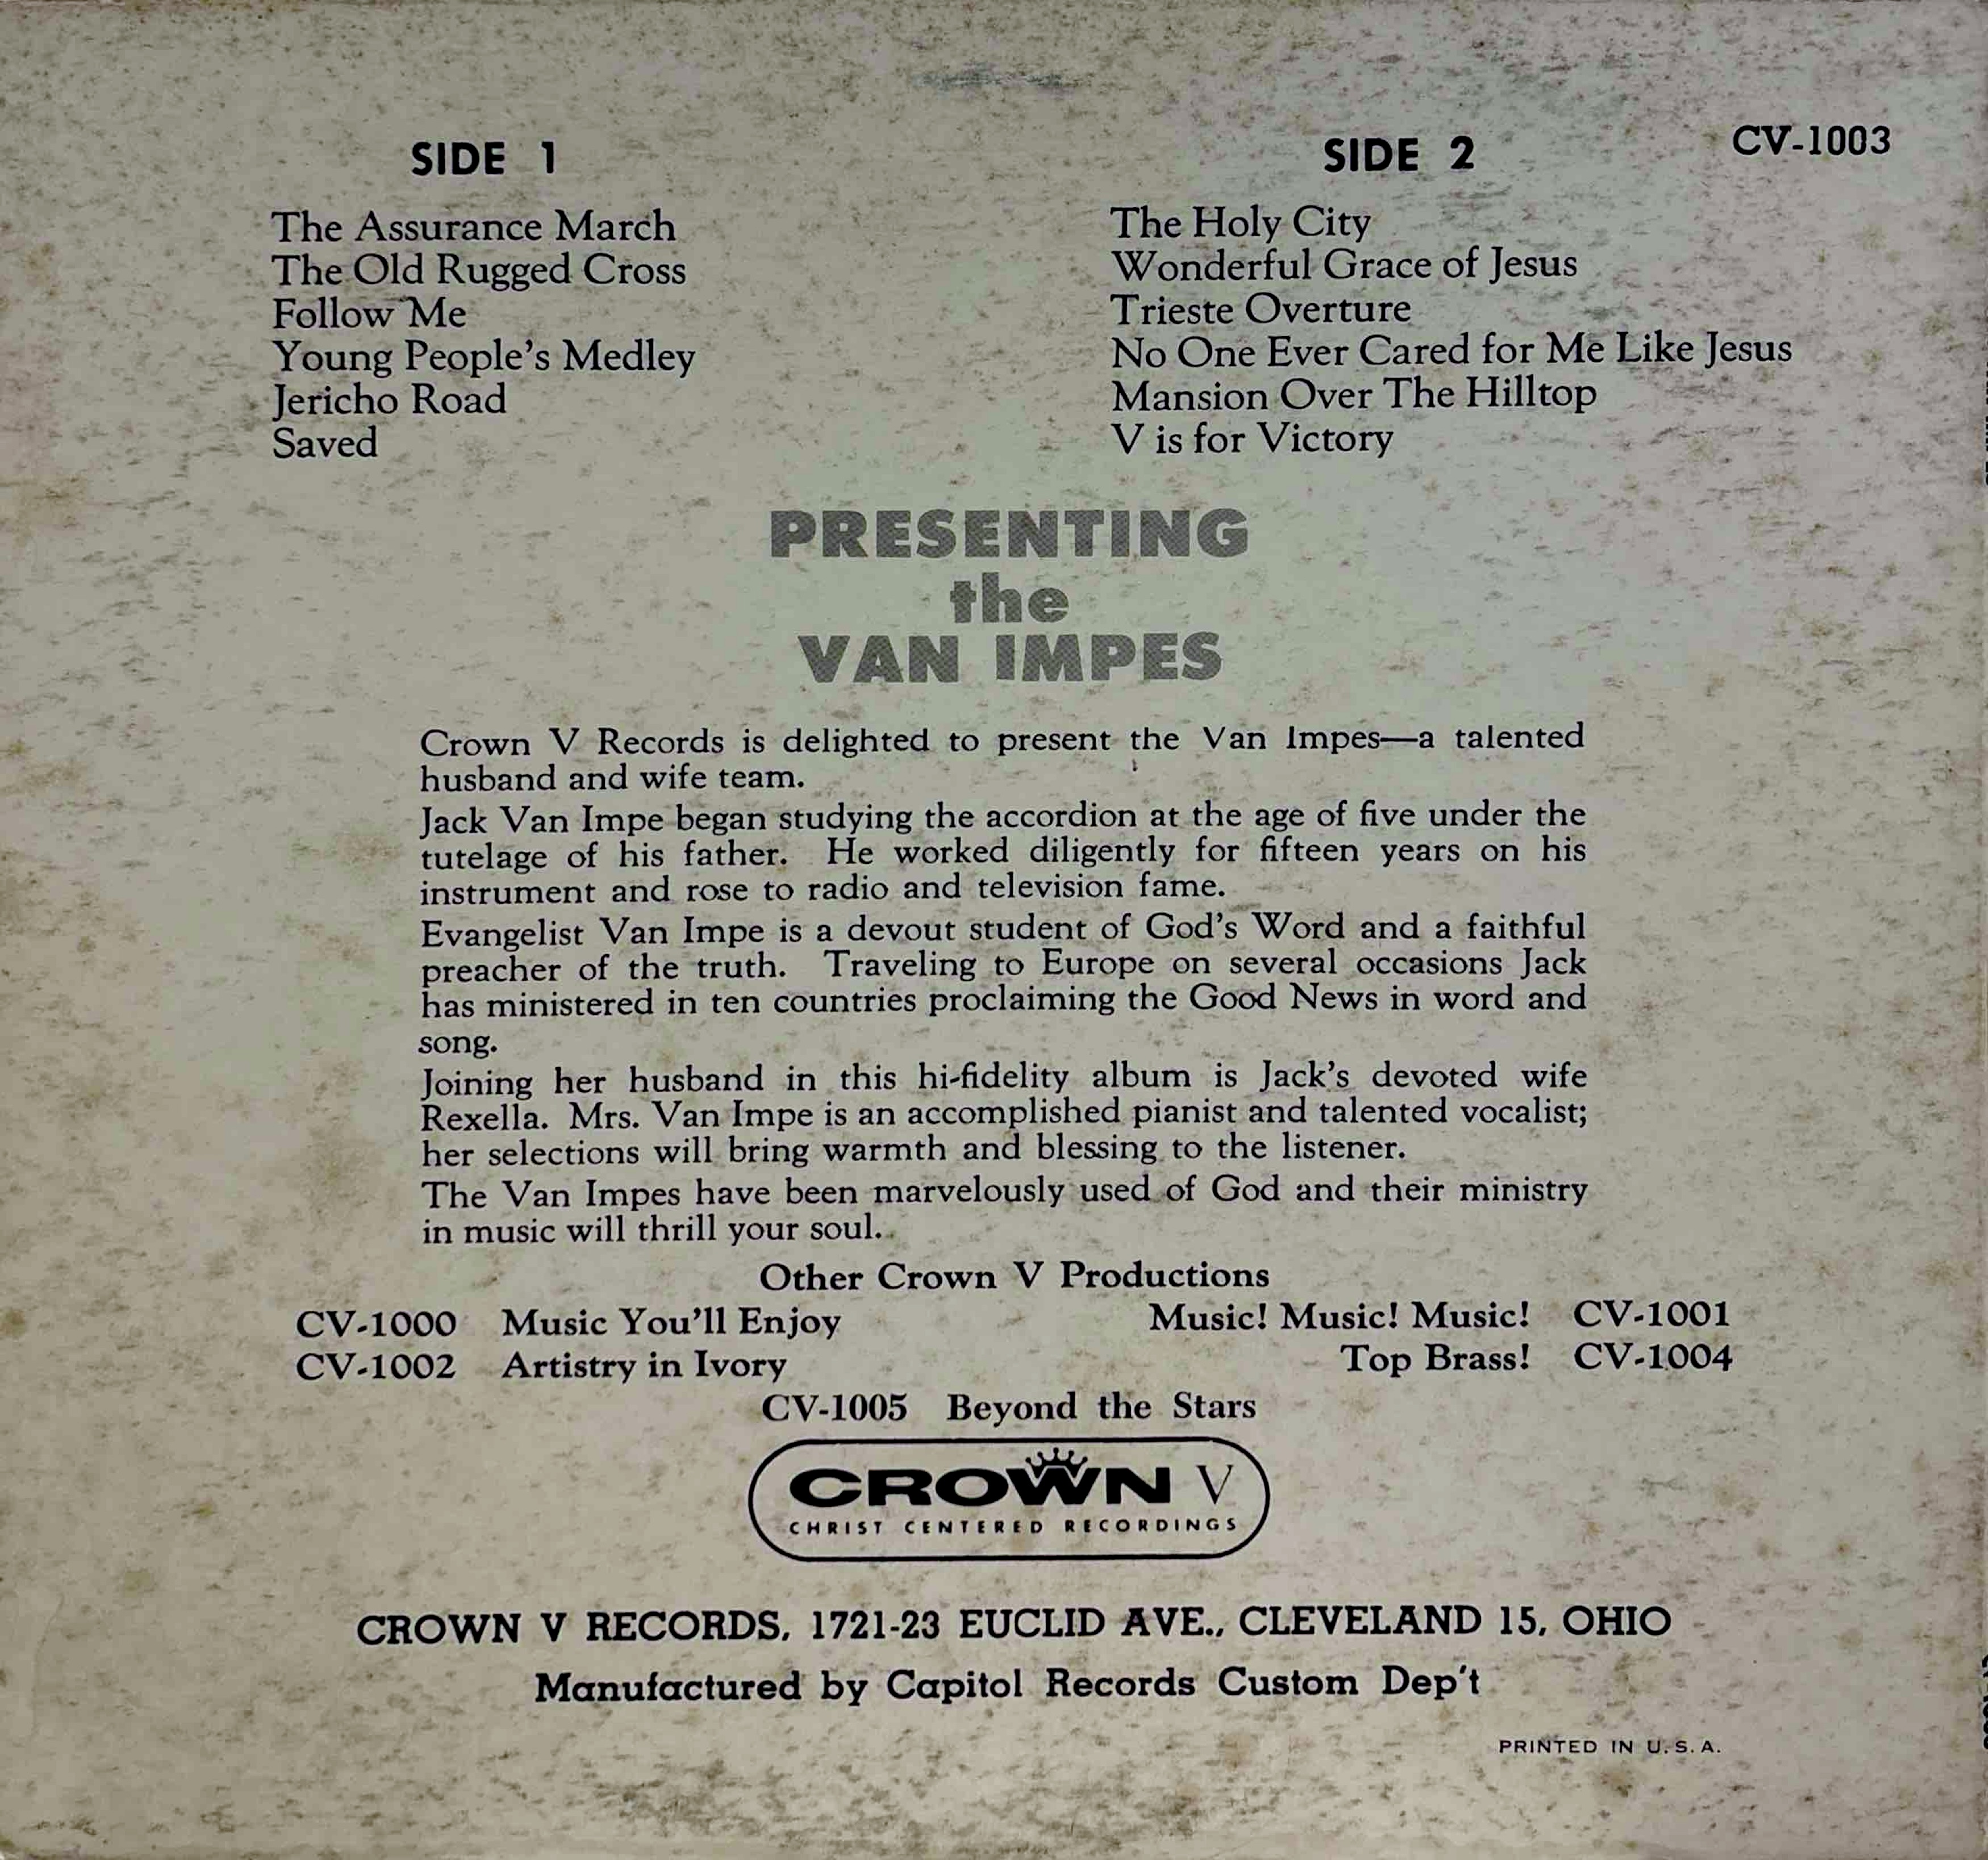 SIDE 1
The Assurance March
The Old Rugged Cross
Follow Me
Young People's Medley
Jericho Road
Saved
SIDE 2
The Holy City
Wonderful Grace of Jesus
Trieste Overture
No One Ever Cared for Me Like Jesus
Mansion Over The Hilltop
V is for Victory
CV-1003
PRESENTING
the
VAN IMPES
Crown V Records is delighted to present the Van Impes—a talented
husband and wife team.
Jack Van Impe began studying the accordion at the age of five under the
tutelage of his father. He worked diligently for fifteen years on his
instrument and rose to radio and television fame.
Evangelist Van Impe is a devout student of God's Word and a faithful
preacher of the truth. Traveling to Europe on several occasions Jack
has ministered in ten countries proclaiming the Good News in word and
song.
Joining her husband in this hi-fidelity album is Jack's devoted wife
Rexella. Mrs. Van Impe is an accomplished pianist and talented vocalist;
her selections will bring warmth and blessing to the listener.
The Van Impes have been marvelously used of God and their ministry
in music will thrill your soul.
Other Crown V Productions
CV-1000 Music You'll Enjoy Music! Music! Music! CV-1001
CV-1002 Artistry in Ivory Top Brass! CV-1004
CV-1005 Beyond the Stars
CROWN V
CHRIST CENTERED RECORDINGS
CROWN V RECORDS, 1721-23 EUCLID AVE., CLEVELAND 15, OHIO
Manufactured by Capitol Records Custom Dep't
PRINTED IN U.S.A.